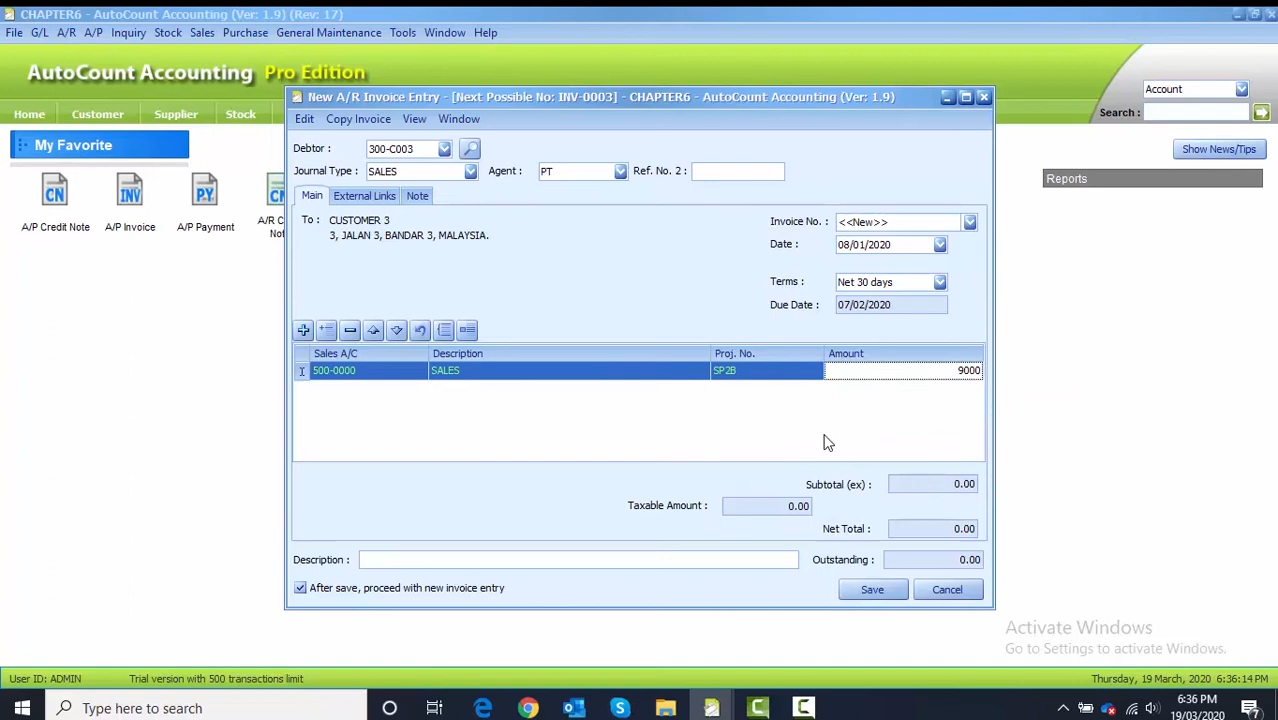 CHAPTER6 - AutoCount Accounting (Ver: 1.9) (Rev: 17)
File G/L A/R A/P Inquiry Stock Sales Purchase General Maintenance Tools Window Help
AutoCount Accounting Pro Edition
Account
Search :
Home Customer Supplier Stock
My Favorite
Show News/Tips
Reports
CN INV PY
A/P Credit Note A/P Invoice A/P Payment A/R C
No
New A/R Invoice Entry - [Next Possible No: INV-0003] - CHAPTER6 - AutoCount Accounting (Ver: 1.9)
Edit Copy Invoice View Window
Debtor : 300-C003
Journal Type : SALES Agent : PT Ref. No. 2 :
Main External Links Note
To : CUSTOMER 3
3, JALAN 3, BANDAR 3, MALAYSIA.
Invoice No. : <<New>>
Date : 08/01/2020
Terms : Net 30 days
Due Date : 07/02/2020
Sales A/C Description Proj. No. Amount
500-0000 SALES SP2B 9000
Subtotal (ex) : 0.00
Taxable Amount : 0.00
Net Total : 0.00
Description : Outstanding : 0.00
After save, proceed with new invoice entry Save Cancel
Activate Windows
Go to Settings to activate Windows.
User ID: ADMIN Trial version with 500 transactions limit Thursday, 19 March, 2020 6:36:14 PM
Type here to search
6:36 PM
19/03/2020
7